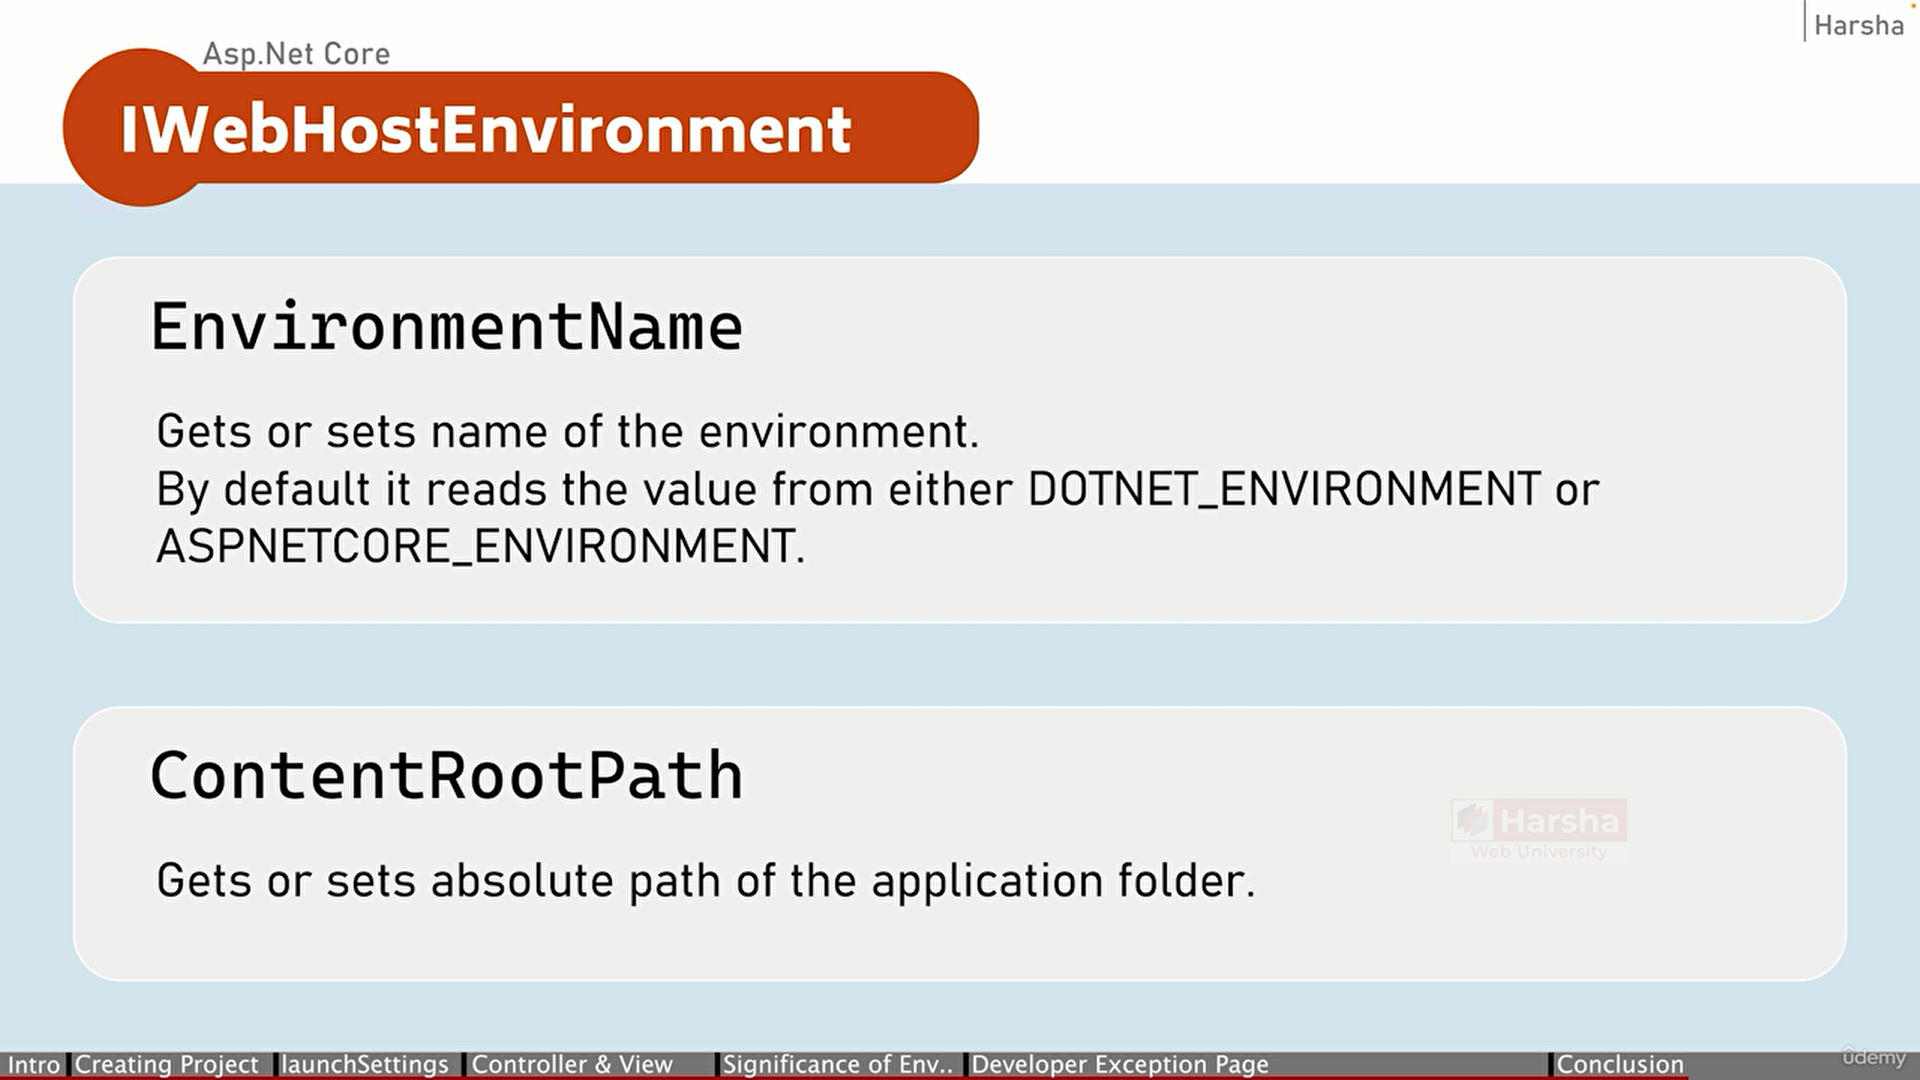 Harsha
Asp.Net Core
IWebHostEnvironment
EnvironmentName
Gets or sets name of the environment.
By default it reads the value from either DOTNET_ENVIRONMENT or
ASPNETCORE_ENVIRONMENT.
ContentRootPath
Harsha
Web University
Gets or sets absolute path of the application folder.
Intro Creating Project launchSettings Controller & View Significance of Env.. Developer Exception Page Conclusion ûdemy